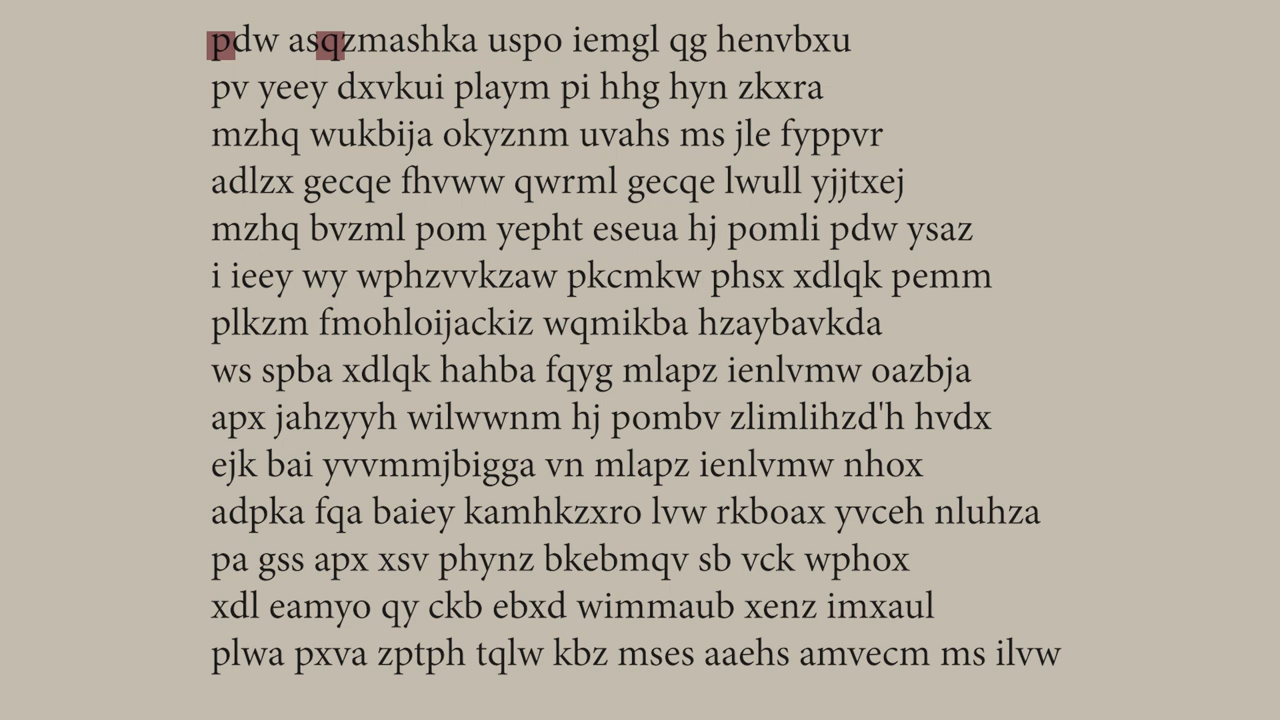 pdw asqzmashka uspo iemgl qg henvbxu
pv yeey dxvkui playm pi hhg hyn zkxra
mzhq wukbija okyznm uvahs ms jle fyppvr
adlzx gecqe fhvww qwrml gecqe lwull yjjtxej
mzhq bvzml pom yepht eseua hj pomli pdw ysaz
i ieey wy wphzvvkzaw pkcmkw phsx xdlqk pemm
plkzm fmohloijackiz wqmikba hzaybavkda
ws spba xdlqk hahba fqyg mlapz ienlvmw oazbja
apx jahzyyh wilwwnm hj pombv zlimlihzd'h hvdx
ejk bai yvvmmjbigga vn mlapz ienlvmw nhox
adpka fqa baiey kamhkzxro lvw rkboax yvceh nluhza
pa gss apx xsv phynz bkebmqv sb vck wphox
xdl eamyo qy ckb ebxd wimmaub xenz imxaul
plwa pxva zptph tqlw kbz mses aaehs amvecm ms ilvw